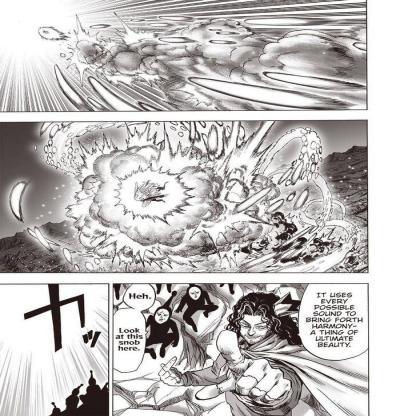 IT USES
EVERY
POSSIBLE
SOUND TO
BRING FORTH
HARMONY-
A THING OF
ULTIMATE
BEAUTY.
Heh.
Look
at this
snob
here.